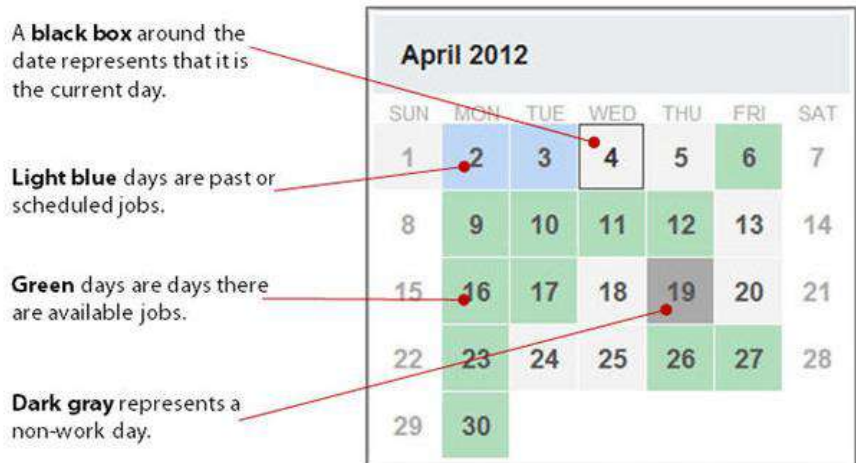 A black box around the
date represents that it is
the current day.
Light blue days are past or
scheduled jobs.
Green days are days there
are available jobs.
Dark gray represents a
non-work day.
April 2012
SUN MON TUE WED THU FRI SAT
1 2 3 4 5 6 7
8 9 10 11 12 13 14
15 16 17 18 19 20 21
22 23 24 25 26 27 28
29 30